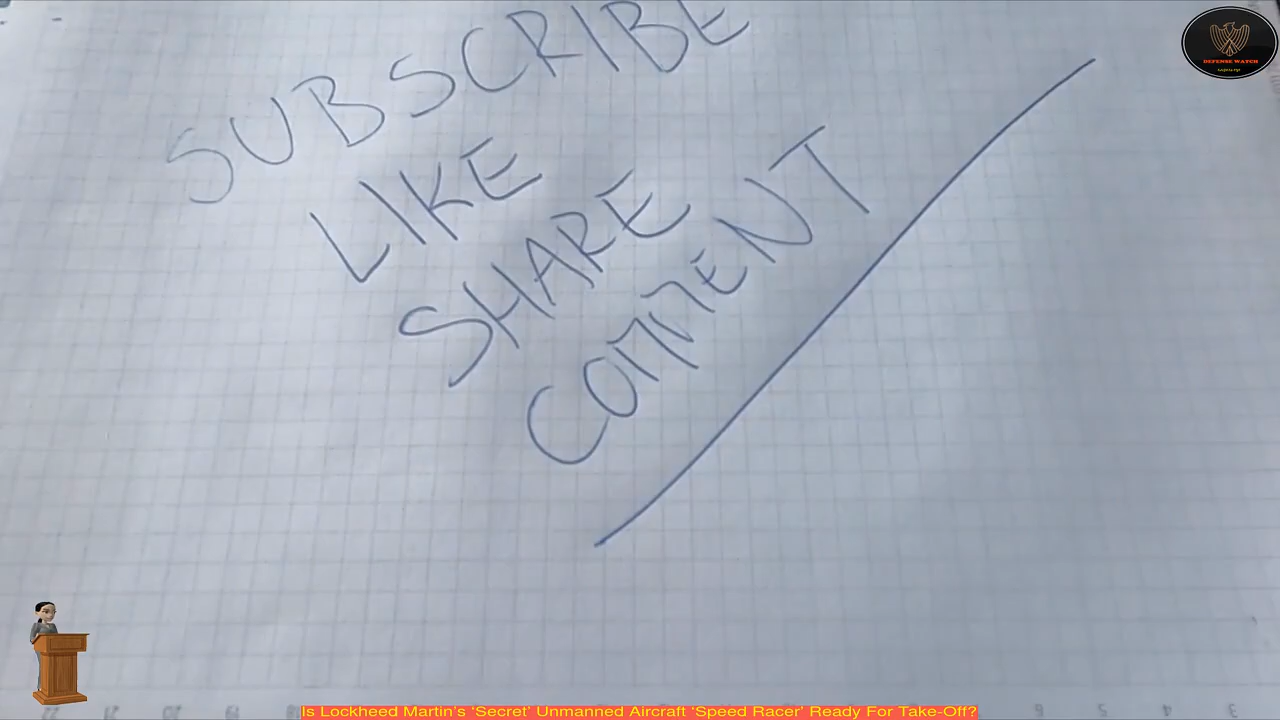 SUBSCRIBE
LIKE
SHARE
COMMENT
DEFENSE WATCH
Is Lockheed Martin's 'Secret' Unmanned Aircraft 'Speed Racer' Ready For Take-Off?